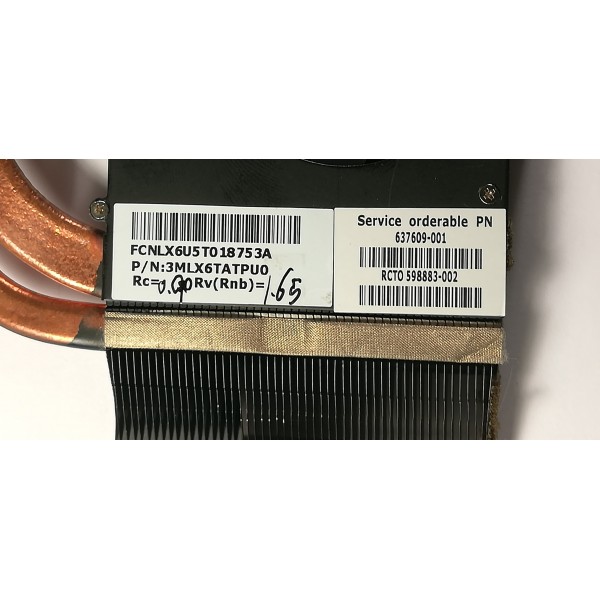 FCNLX6U5T018753A
P/N:3MLX6TATPU0
Rc= Rv(Rnb)=1.65
Service orderable PN
637609-001
RCTO 598883-002